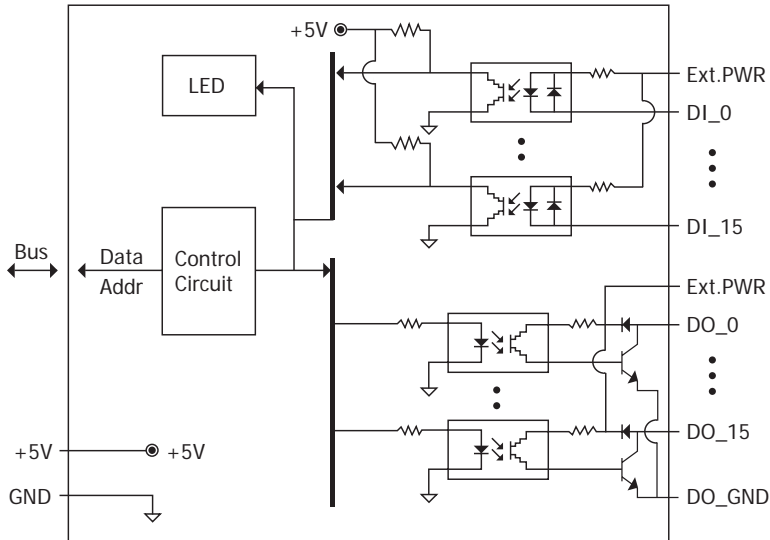 +5V
LED
Ext.PWR
DI_0
DI_15
Bus
Data
Addr
Control
Circuit
Ext.PWR
DO_0
DO_15
+5V
+5V
GND
DO_GND